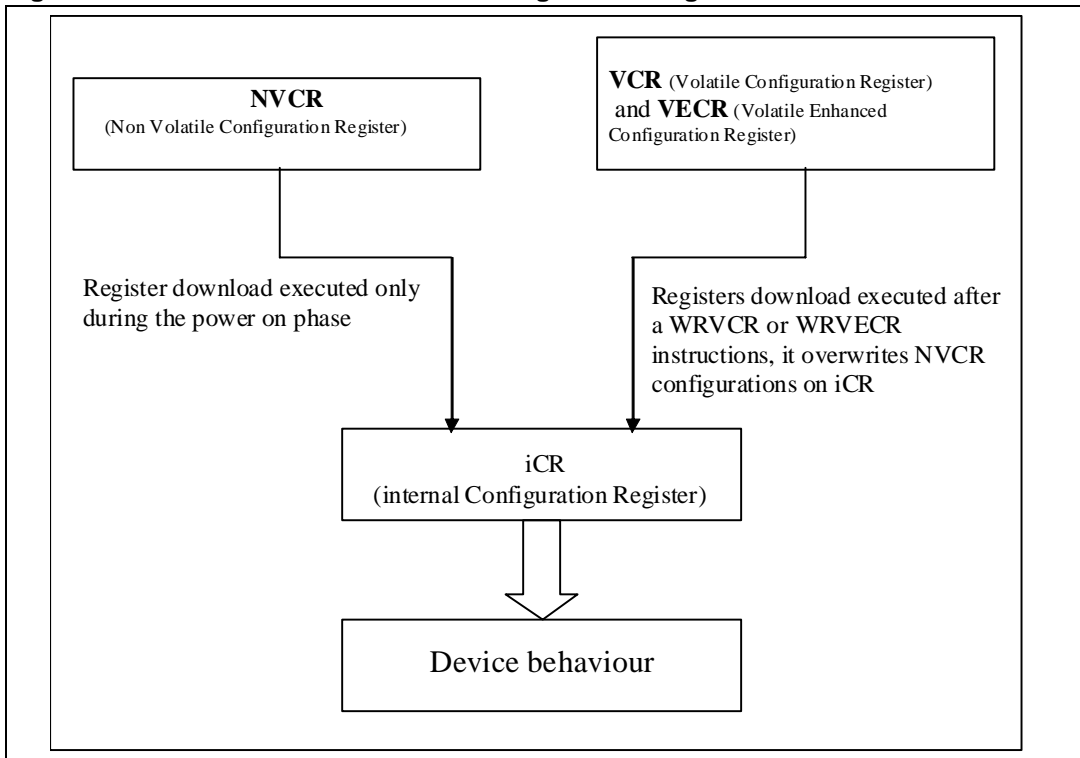 NVCR
(Non Volatile Configuration Register)
VCR (Volatile Configuration Register)
and VECR (Volatile Enhanced
Configuration Register)
Register download executed only
during the power on phase
Registers download executed after
a WRVCR or WRVECR
instructions, it overwrites NVCR
configurations on iCR
iCR
(internal Configuration Register)
Device behaviour